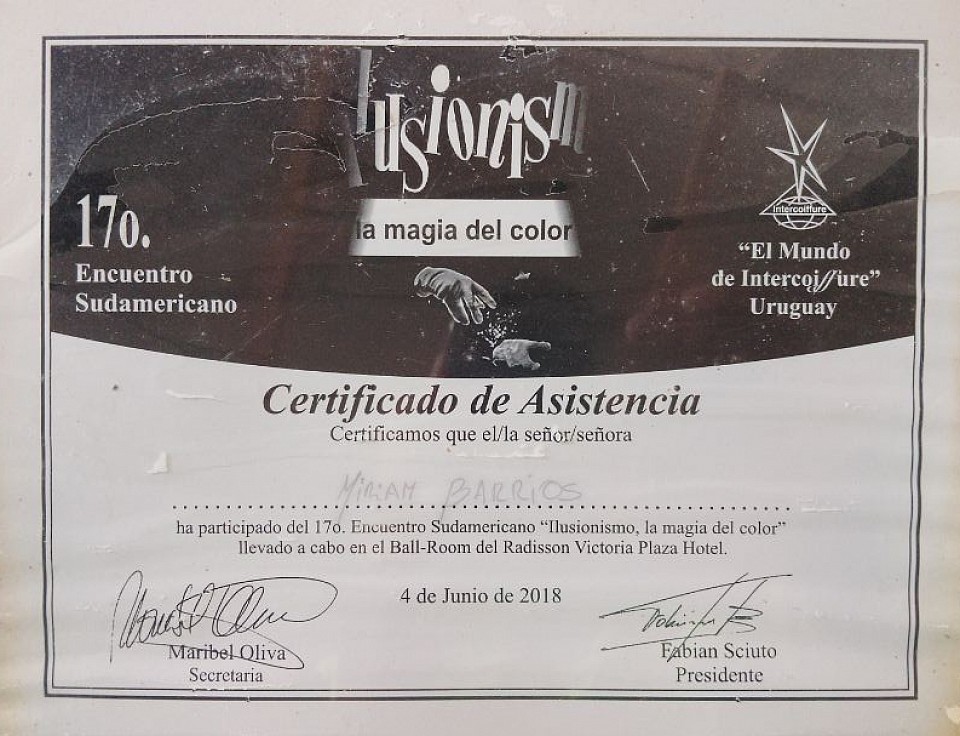 Ilusionism
la magia del color
17o.
Encuentro
Sudamericano
Intercoiffure
“El Mundo
de Intercoiffure”
Uruguay
Certificado de Asistencia
Certificamos que el/la señor/señora
MIRIAM BARRIOS
ha participado del 17o. Encuentro Sudamericano “Ilusionismo, la magia del color”
llevado a cabo en el Ball-Room del Radisson Victoria Plaza Hotel.
4 de Junio de 2018
Maribel Oliva
Secretaria
Fabian Sciuto
Presidente